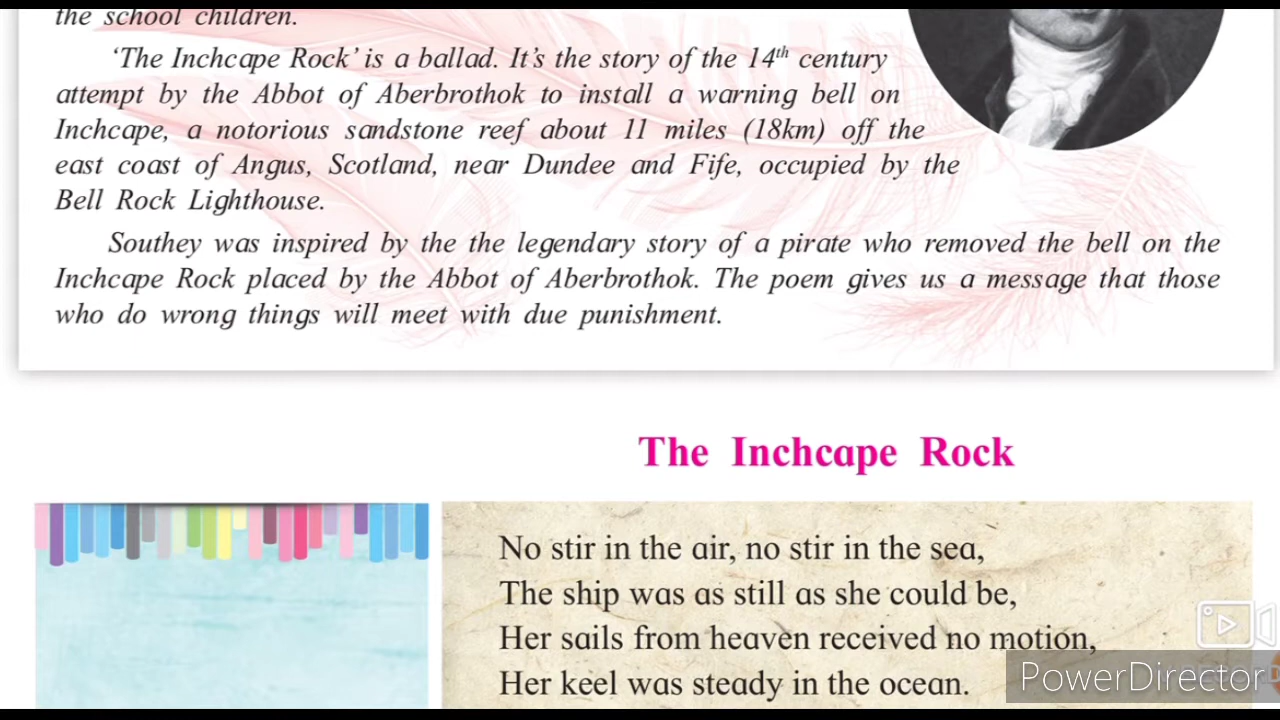 the school children.
‘The Inchcape Rock’ is a ballad. It’s the story of the 14th century
attempt by the Abbot of Aberbrothok to install a warning bell on
Inchcape, a notorious sandstone reef about 11 miles (18km) off the
east coast of Angus, Scotland, near Dundee and Fife, occupied by the
Bell Rock Lighthouse.
Southey was inspired by the the legendary story of a pirate who removed the bell on the
Inchcape Rock placed by the Abbot of Aberbrothok. The poem gives us a message that those
who do wrong things will meet with due punishment.
The Inchcape Rock
No stir in the air, no stir in the sea,
The ship was as still as she could be,
Her sails from heaven received no motion,
Her keel was steady in the ocean.
PowerDirector